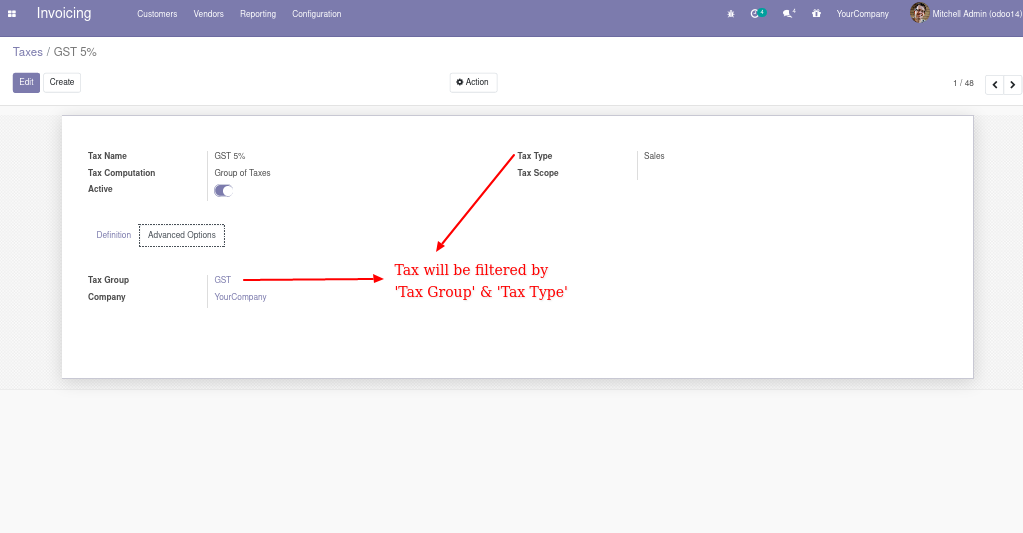 Invoicing Customers Vendors Reporting Configuration 4 4 YourCompany Mitchell Admin (odoo14)
Taxes / GST 5%
Edit Create Action 1 / 48
Tax Name GST 5% Tax Type Sales
Tax Computation Group of Taxes Tax Scope
Active
Definition Advanced Options
Tax Group GST
Company YourCompany
Tax will be filtered by
'Tax Group' & 'Tax Type'